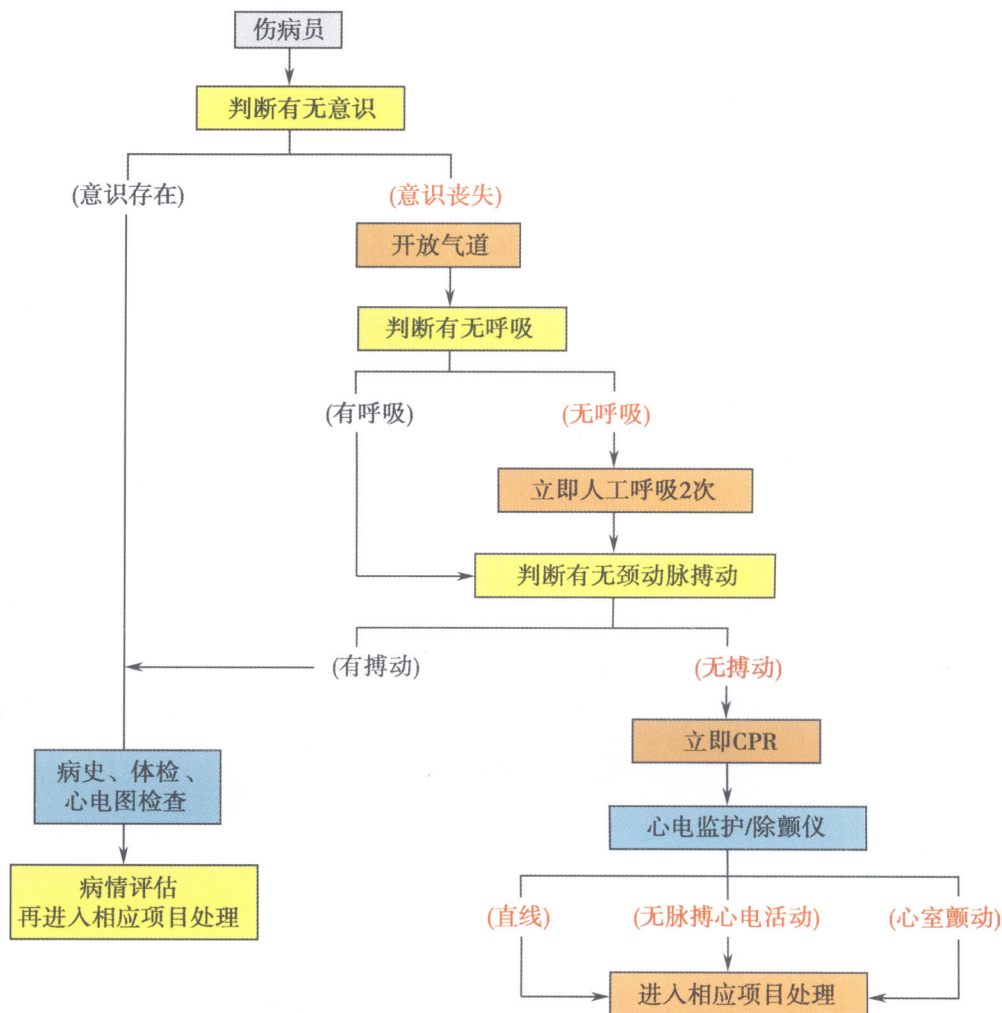 伤病员
判断有无意识
(意识存在)
(意识丧失)
开放气道
判断有无呼吸
(有呼吸)
(无呼吸)
立即人工呼吸2次
判断有无颈动脉搏动
(有搏动)
(无搏动)
立即CPR
病史、体检、
心电图检查
心电监护/除颤仪
病情评估
再进入相应项目处理
(直线)
(无脉搏心电活动)
(心室颤动)
进入相应项目处理